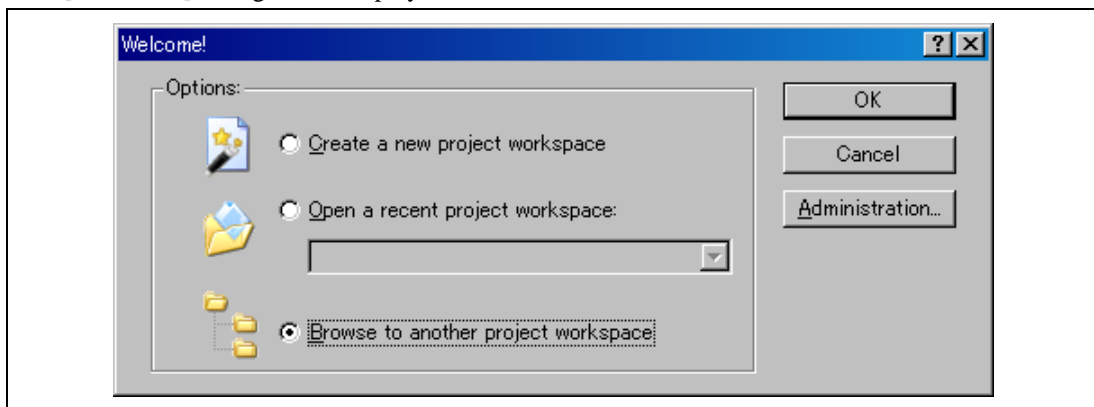 Welcome!
Options:
Create a new project workspace
Open a recent project workspace:
Browse to another project workspace
OK
Cancel
Administration...